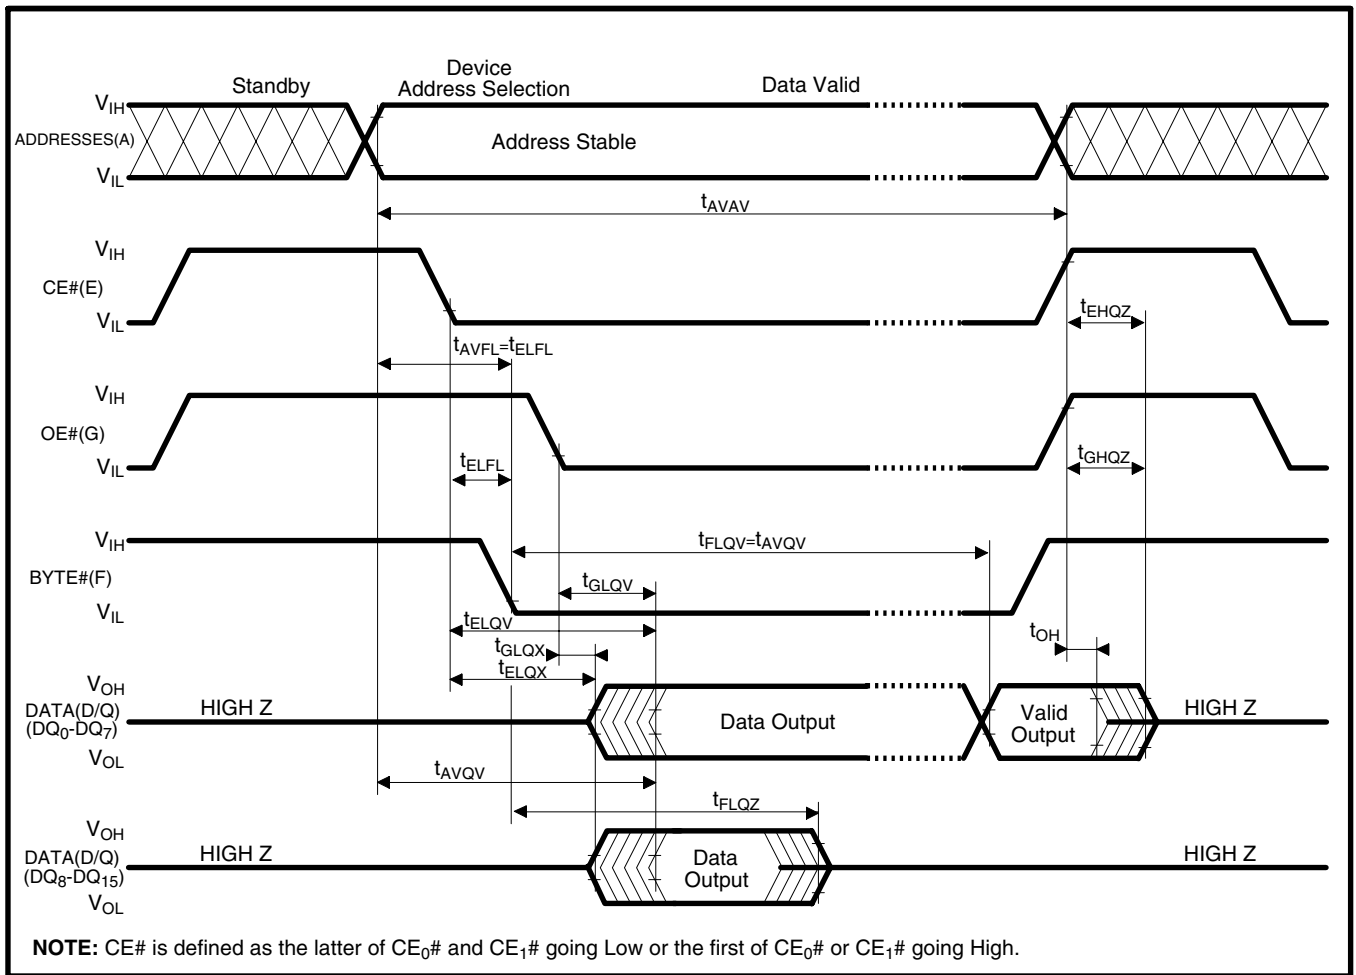 Standby
Device
Address Selection
Data Valid
VIH
ADDRESSES(A)
Address Stable
VIL
tAVAV
VIH
CE#(E)
VIL
tEHQZ
tAVFL=tELFL
VIH
OE#(G)
VIL
tELFL
tGHQZ
VIH
BYTE#(F)
VIL
tFLQV=tAVQV
tGLQV
tELQV
tOH
tGLQX
tELQX
VOH
DATA(D/Q)
(DQ0-DQ7)
VOL
HIGH Z
Data Output
Valid
Output
HIGH Z
tAVQV
tFLQZ
VOH
DATA(D/Q)
(DQ8-DQ15)
VOL
HIGH Z
Data
Output
HIGH Z
NOTE: CE# is defined as the latter of CE0# and CE1# going Low or the first of CE0# or CE1# going High.